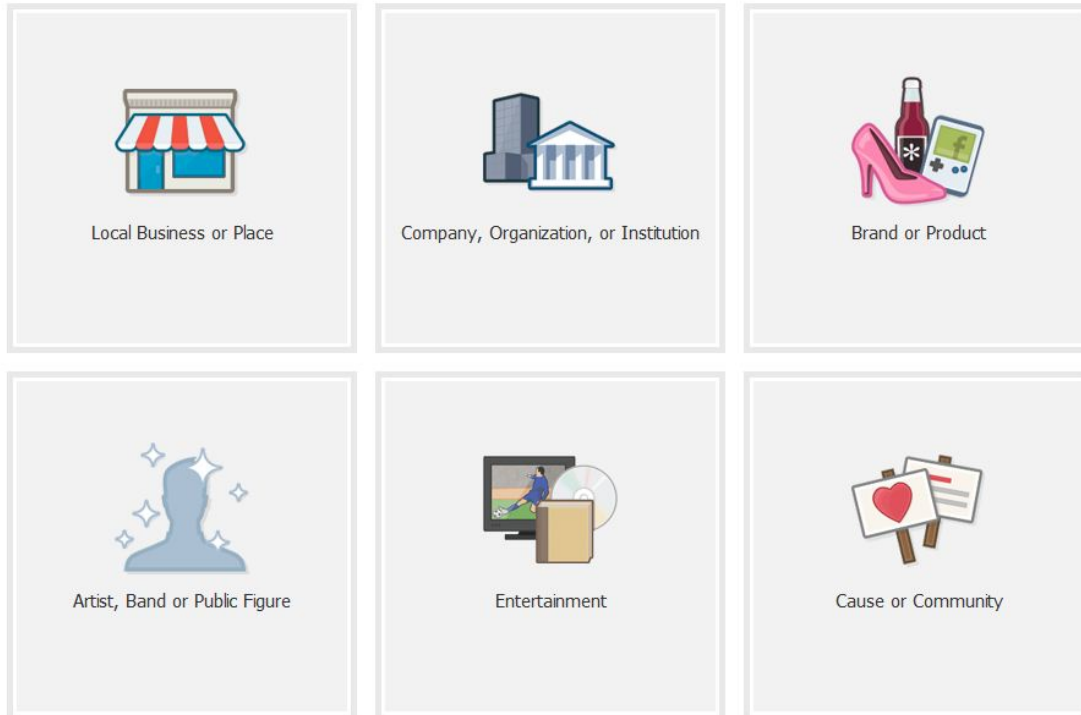 Local Business or Place
Company, Organization, or Institution
Brand or Product
Artist, Band or Public Figure
Entertainment
Cause or Community